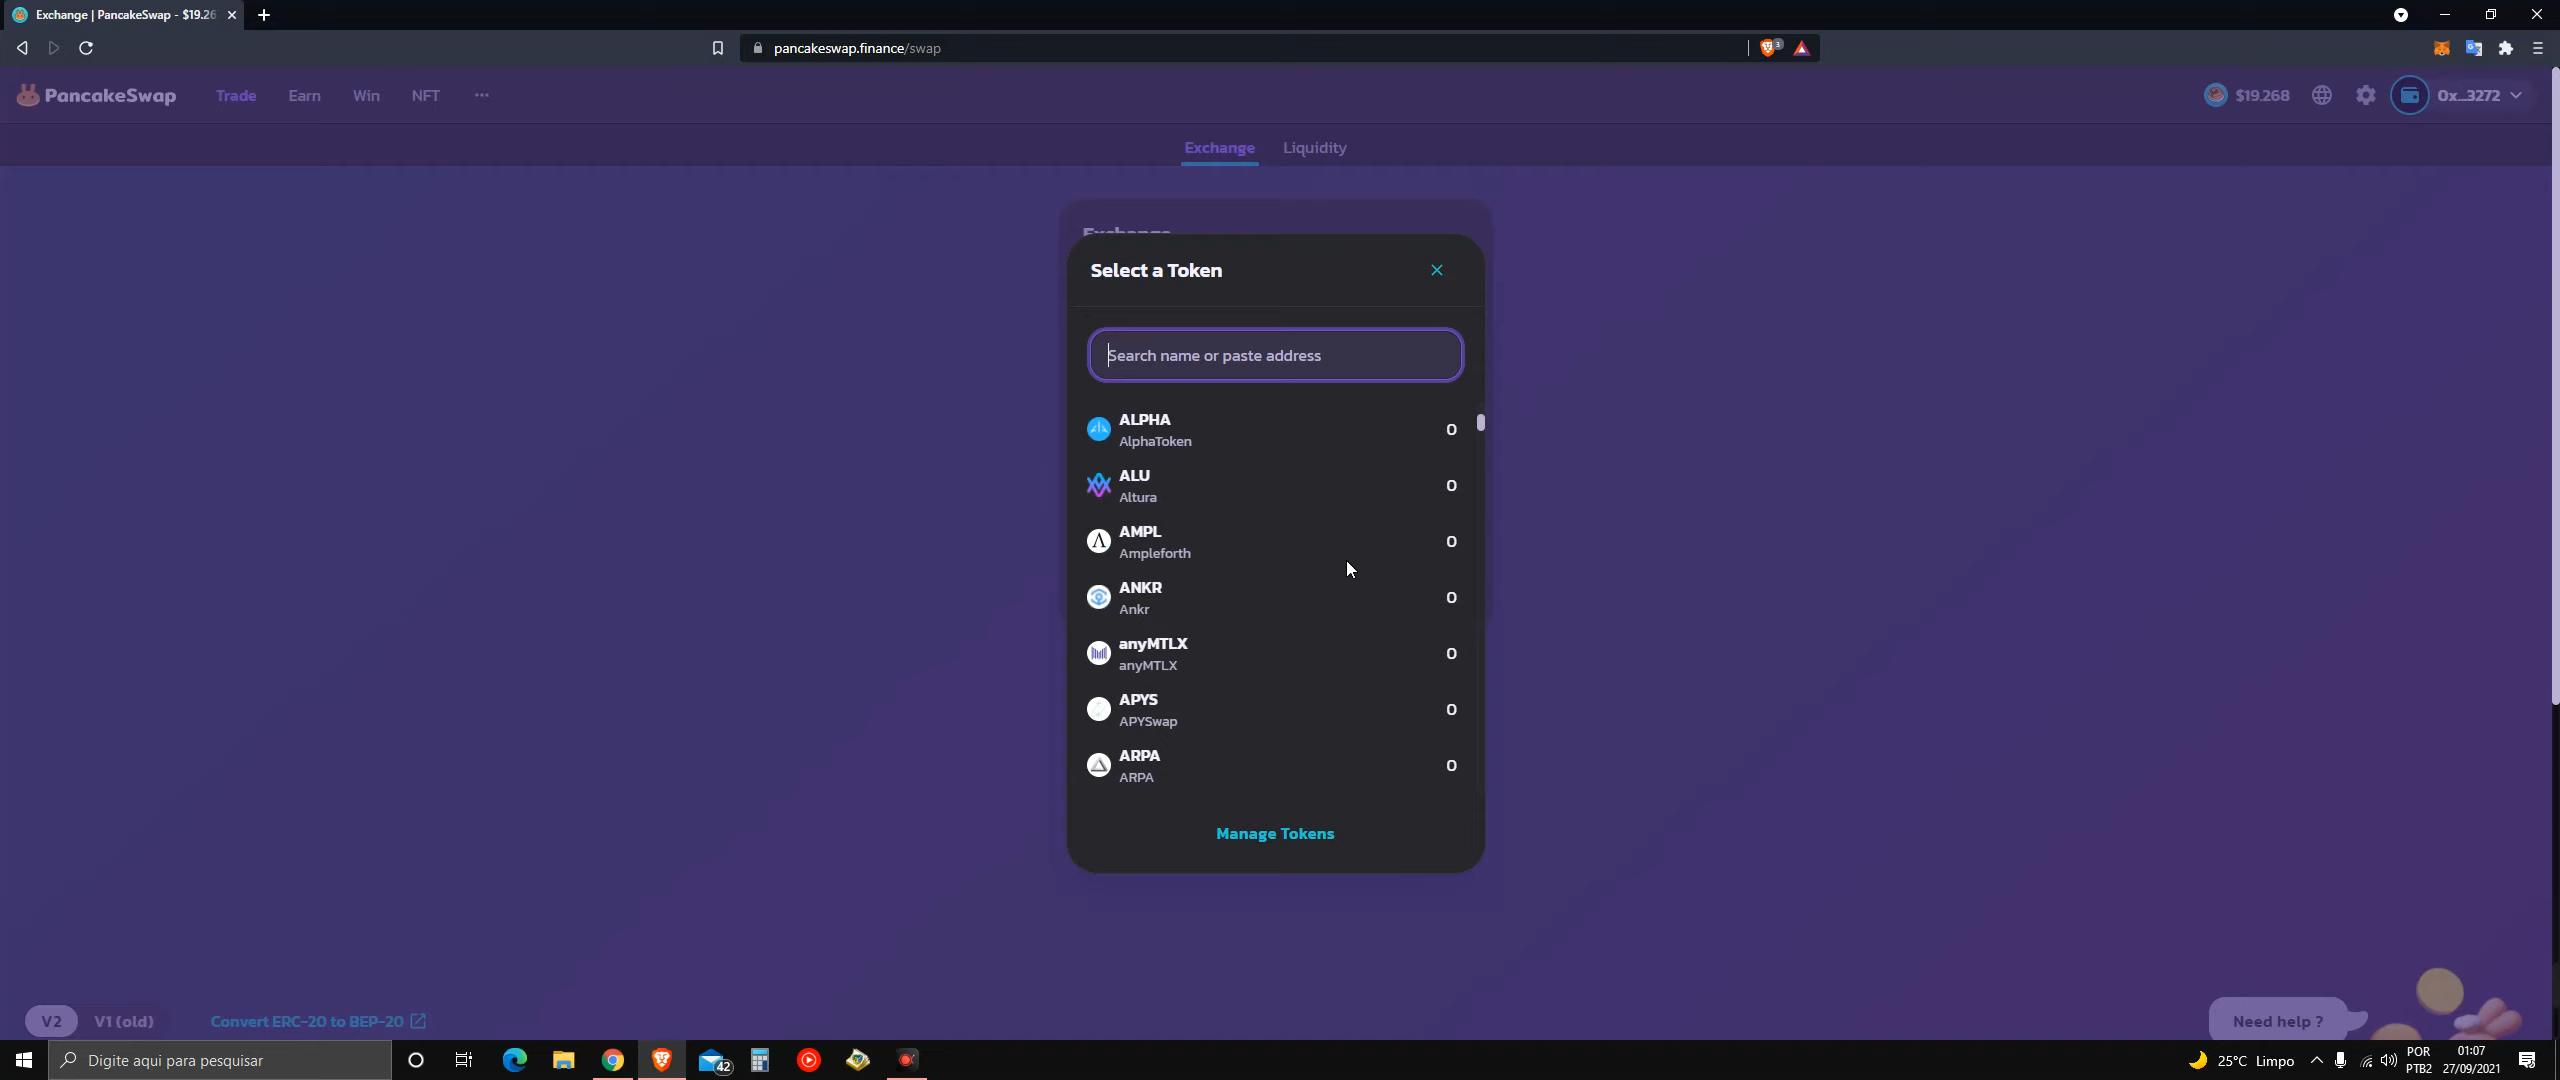 Exchange | PancakeSwap - $19.26
pancakeswap.finance/swap
3
PancakeSwap
Trade
Earn
Win
NFT
$19.268
0x...3272
Exchange
Liquidity
Exchange
Select a Token
Search name or paste address
ALPHA
AlphaToken
0
ALU
Altura
0
AMPL
Ampleforth
0
ANKR
Ankr
0
anyMTLX
anyMTLX
0
APYS
APYSwap
0
ARPA
ARPA
0
Manage Tokens
V2
V1 (old)
Convert ERC-20 to BEP-20
Need help ?
Digite aqui para pesquisar
42
25°C Limpo
POR
PTB2
01:07
27/09/2021